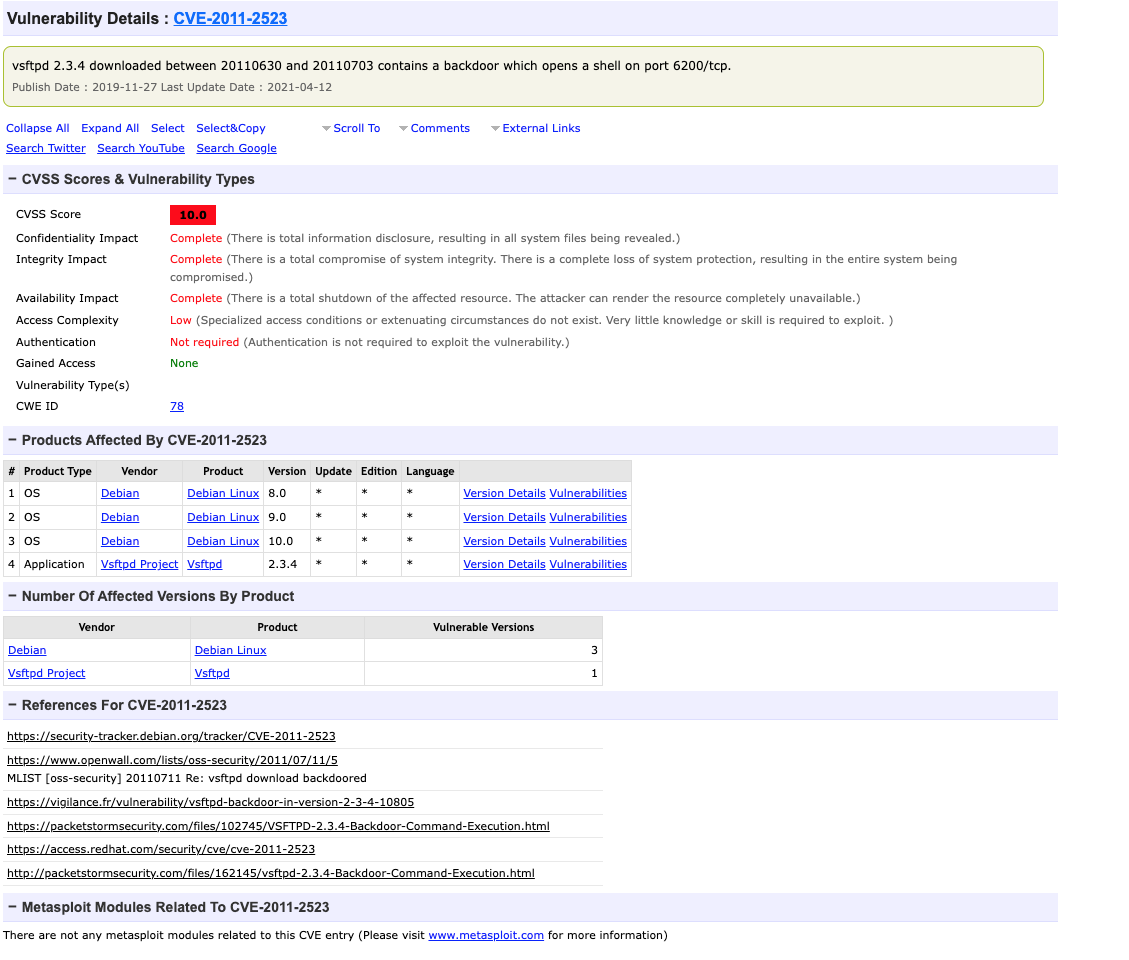 Vulnerability Details : CVE-2011-2523
vsftpd 2.3.4 downloaded between 20110630 and 20110703 contains a backdoor which opens a shell on port 6200/tcp.
Publish Date : 2019-11-27 Last Update Date : 2021-04-12
Collapse All Expand All Select Select&Copy Scroll To Comments External Links
Search Twitter Search YouTube Search Google
− CVSS Scores & Vulnerability Types
CVSS Score 10.0
Confidentiality Impact Complete (There is total information disclosure, resulting in all system files being revealed.)
Integrity Impact Complete (There is a total compromise of system integrity. There is a complete loss of system protection, resulting in the entire system being
compromised.)
Availability Impact Complete (There is a total shutdown of the affected resource. The attacker can render the resource completely unavailable.)
Access Complexity Low (Specialized access conditions or extenuating circumstances do not exist. Very little knowledge or skill is required to exploit. )
Authentication Not required (Authentication is not required to exploit the vulnerability.)
Gained Access None
Vulnerability Type(s)
CWE ID 78
− Products Affected By CVE-2011-2523
# Product Type Vendor Product Version Update Edition Language
1 OS Debian Debian Linux 8.0 * * * Version Details Vulnerabilities
2 OS Debian Debian Linux 9.0 * * * Version Details Vulnerabilities
3 OS Debian Debian Linux 10.0 * * * Version Details Vulnerabilities
4 Application Vsftpd Project Vsftpd 2.3.4 * * * Version Details Vulnerabilities
− Number Of Affected Versions By Product
Vendor Product Vulnerable Versions
Debian Debian Linux 3
Vsftpd Project Vsftpd 1
− References For CVE-2011-2523
https://security-tracker.debian.org/tracker/CVE-2011-2523
https://www.openwall.com/lists/oss-security/2011/07/11/5
MLIST [oss-security] 20110711 Re: vsftpd download backdoored
https://vigilance.fr/vulnerability/vsftpd-backdoor-in-version-2-3-4-10805
https://packetstormsecurity.com/files/102745/VSFTPD-2.3.4-Backdoor-Command-Execution.html
https://access.redhat.com/security/cve/cve-2011-2523
http://packetstormsecurity.com/files/162145/vsftpd-2.3.4-Backdoor-Command-Execution.html
− Metasploit Modules Related To CVE-2011-2523
There are not any metasploit modules related to this CVE entry (Please visit www.metasploit.com for more information)